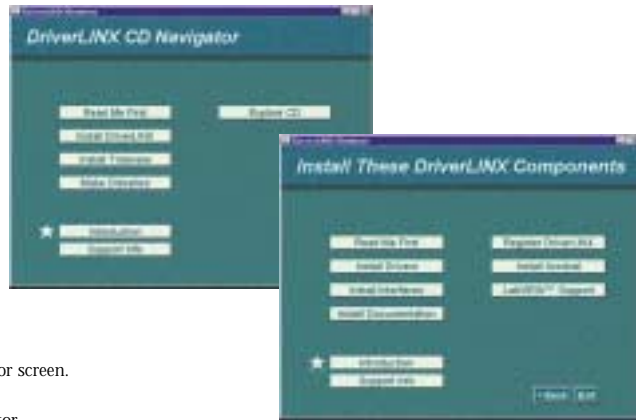 DriverLINX CD Navigator
Read Me First
Explore CD
Install DriverLINX
Make Diskettes
Introduction
Support Info
Install These DriverLINX Components
Read Me First
Register DriverLINX
Install Drivers
Install Interfaces
LabVIEW™ Support
Install Documentation
Introduction
Support Info
< Back
Exit
or screen.
tor